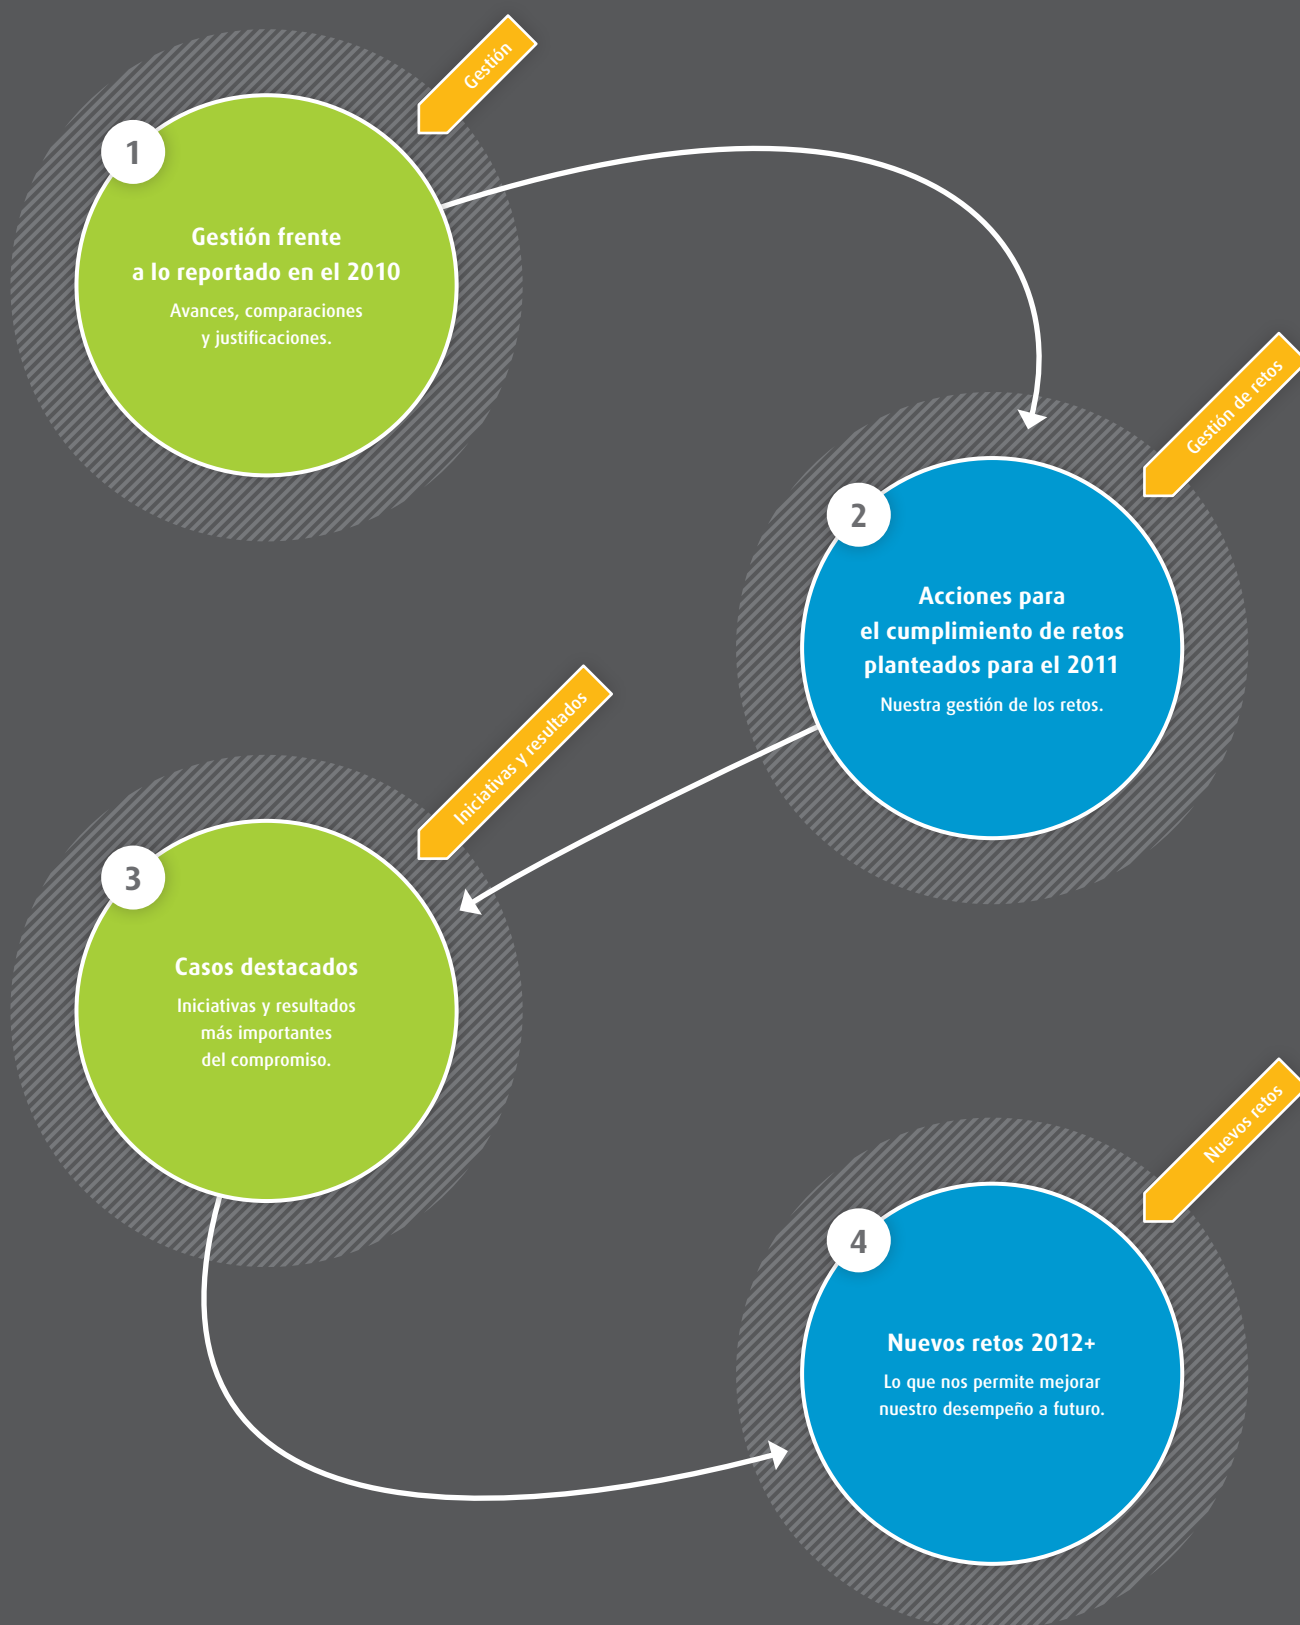 Gestión
1
Gestión frente
a lo reportado en el 2010
Avances, comparaciones
y justificaciones.
Gestión de retos
2
Acciones para
el cumplimiento de retos
planteados para el 2011
Nuestra gestión de los retos.
Iniciativas y resultados
3
Casos destacados
Iniciativas y resultados
más importantes
del compromiso.
Nuevos retos
4
Nuevos retos 2012+
Lo que nos permite mejorar
nuestro desempeño a futuro.